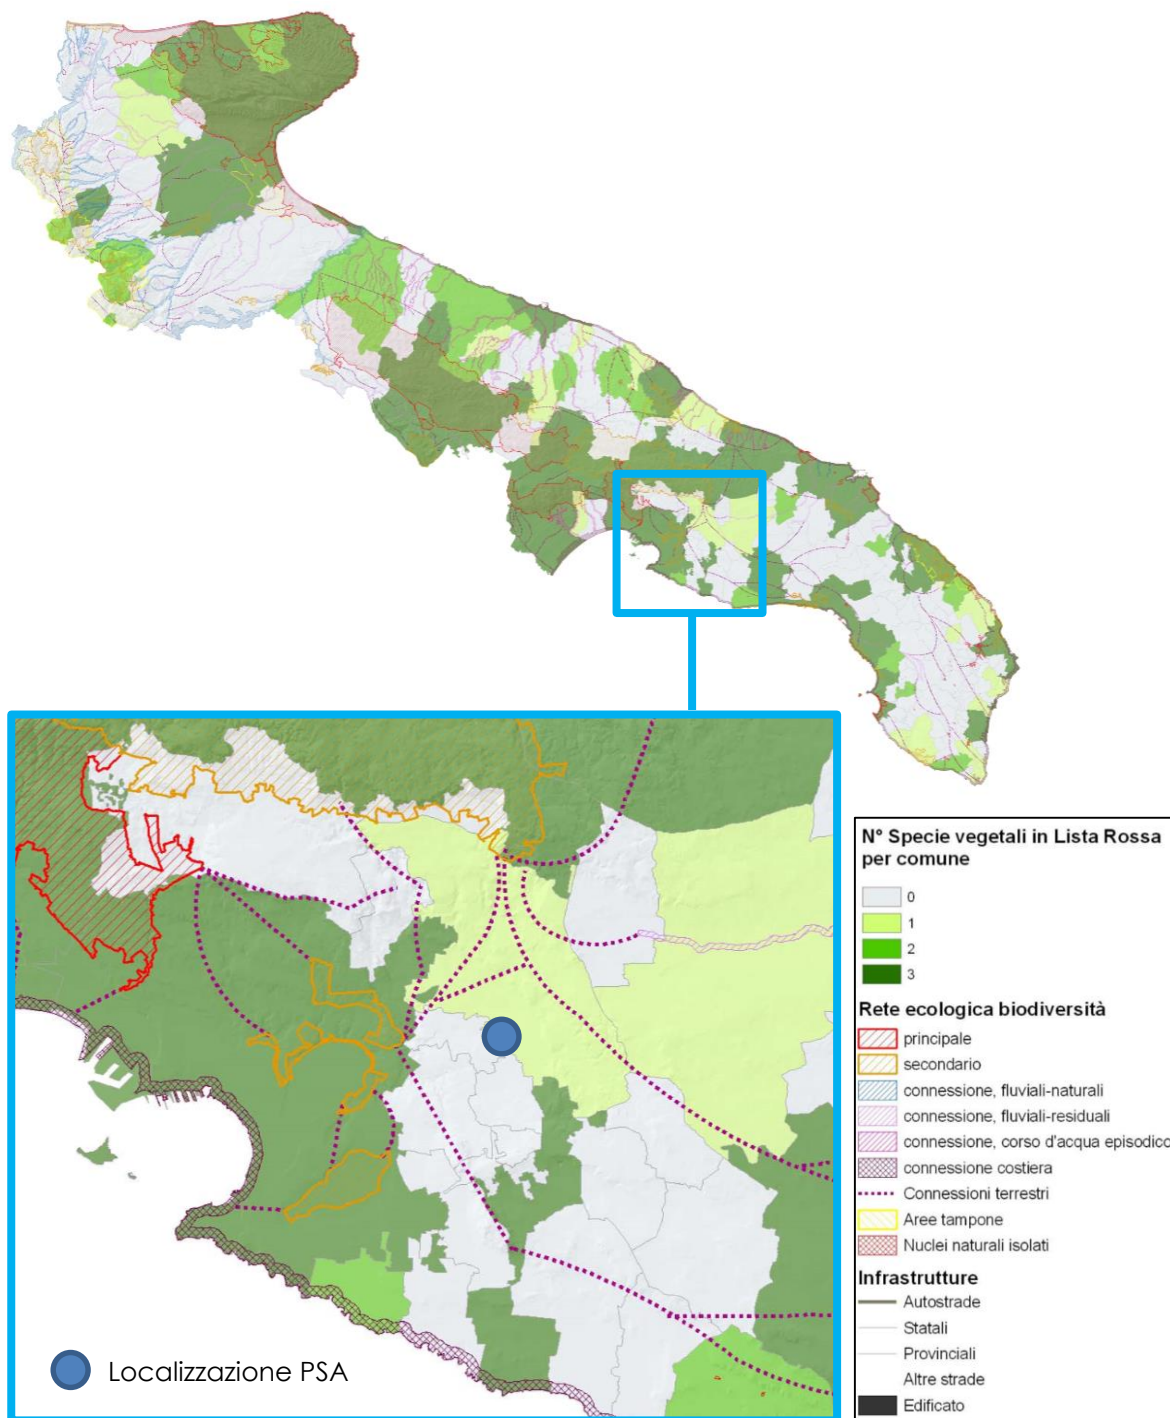 N° Specie vegetali in Lista Rossa
per comune
0
1
2
3
Rete ecologica biodiversità
principale
secondario
connessione, fluviali-naturali
connessione, fluviali-residuali
connessione, corso d'acqua episodico
connessione costiera
Connessioni terrestri
Aree tampone
Nuclei naturali isolati
Infrastrutture
Autostrade
Statali
Provinciali
Altre strade
Edificato
Localizzazione PSA